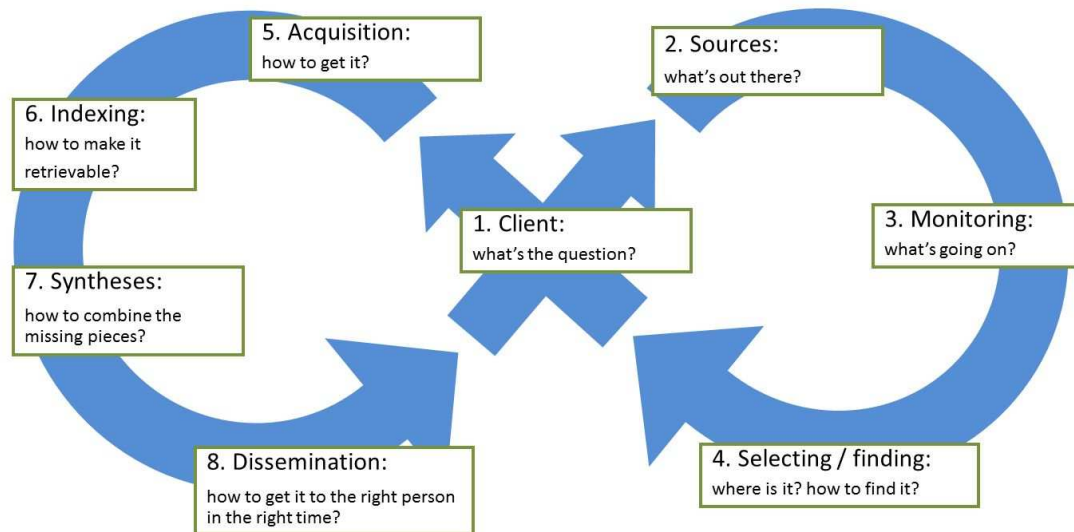 1. Client:
what's the question?
2. Sources:
what's out there?
3. Monitoring:
what's going on?
4. Selecting / finding:
where is it? how to find it?
5. Acquisition:
how to get it?
6. Indexing:
how to make it
retrievable?
7. Syntheses:
how to combine the
missing pieces?
8. Dissemination:
how to get it to the right person
in the right time?